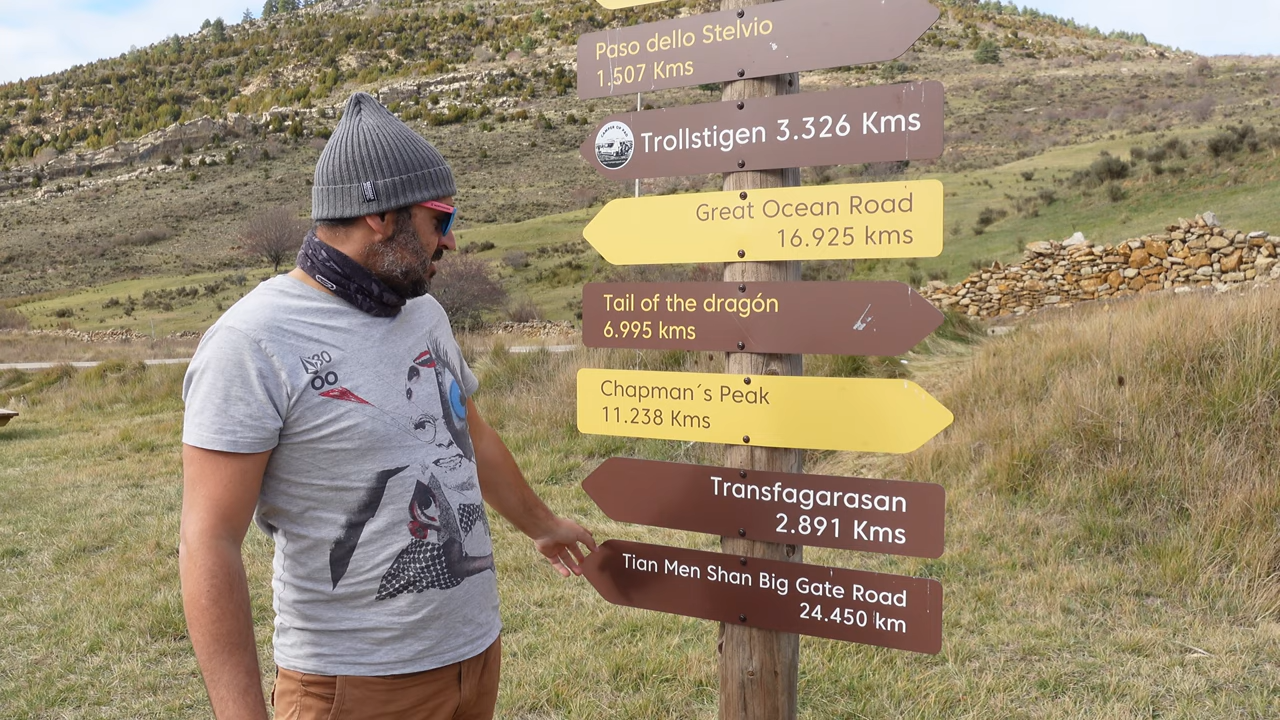 Paso dello Stelvio
1.507 Kms
Trollstigen 3.326 Kms
Great Ocean Road
16.925 kms
Tail of the dragón
6.995 kms
Chapman´s Peak
11.238 Kms
Transfagarasan
2.891 Kms
Tian Men Shan Big Gate Road
24.450 km